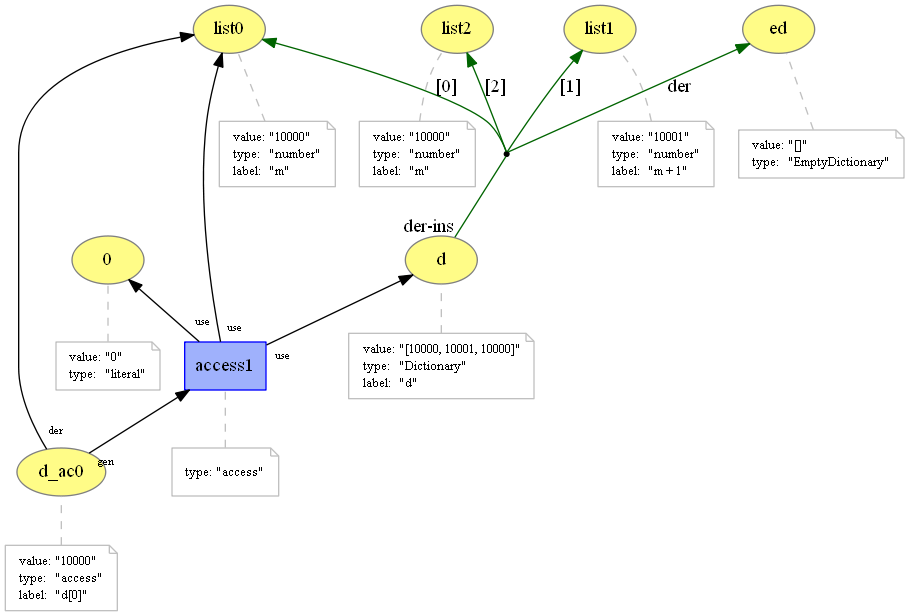 list0
list2
list1
ed
[0]
[2]
[1]
der
value: "10000"
type: "number"
label: "m"
value: "10000"
type: "number"
label: "m"
value: "10001"
type: "number"
label: "m + 1"
value: "[]"
type: "EmptyDictionary"
der-ins
0
d
use
use
use
value: "0"
type: "literal"
access1
value: "[10000, 10001, 10000]"
type: "Dictionary"
label: "d"
der
gen
d_ac0
type: "access"
value: "10000"
type: "access"
label: "d[0]"